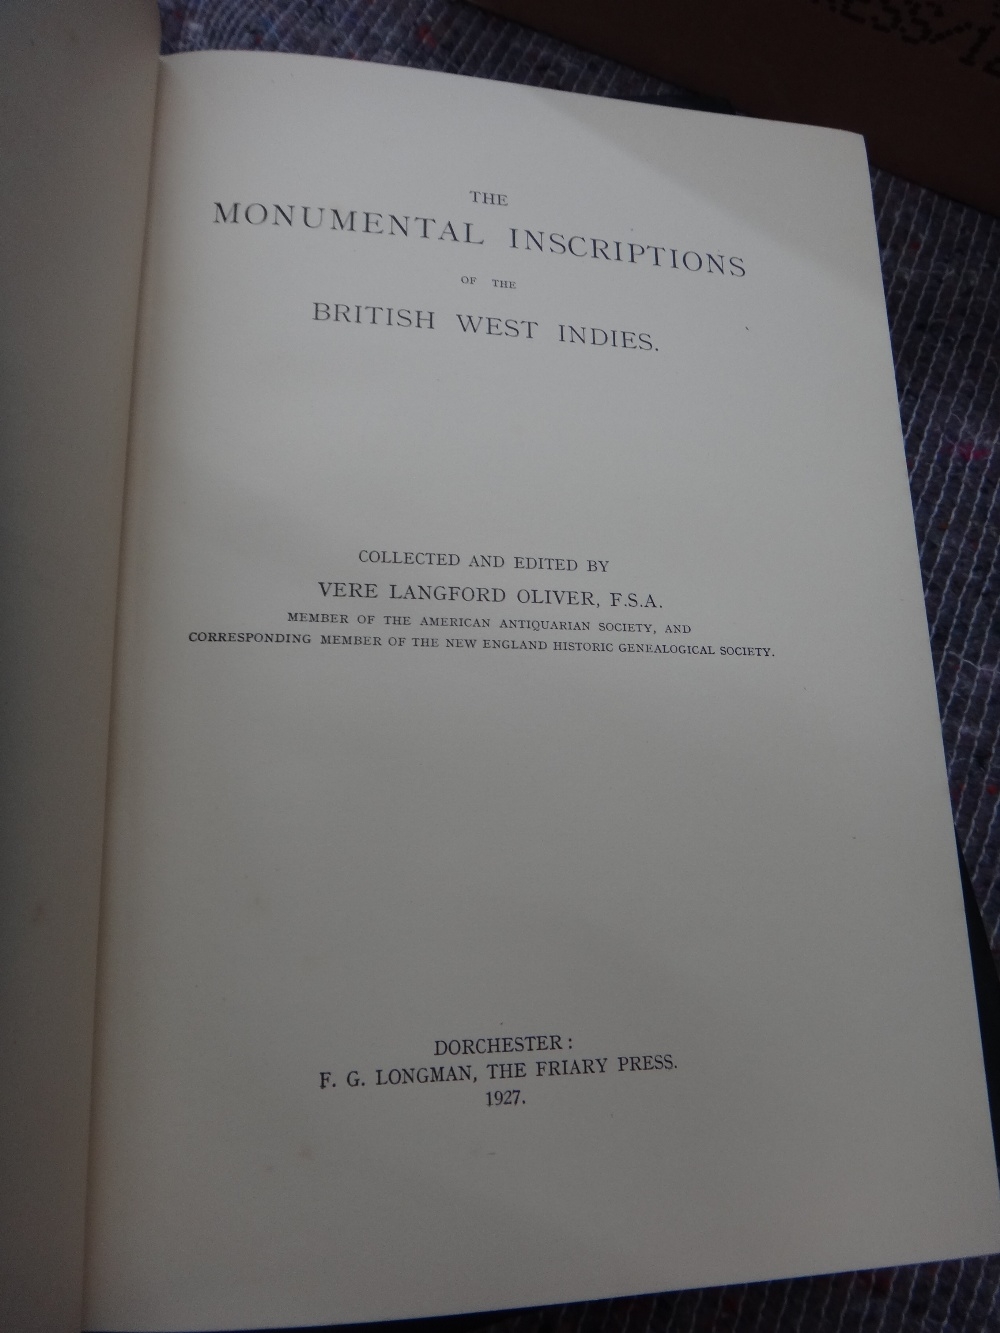 THE
MONUMENTAL INSCRIPTIONS
OF THE
BRITISH WEST INDIES.
COLLECTED AND EDITED BY
VERE LANGFORD OLIVER, F.S.A.
MEMBER OF THE AMERICAN ANTIQUARIAN SOCIETY, AND
CORRESPONDING MEMBER OF THE NEW ENGLAND HISTORIC GENEALOGICAL SOCIETY.
DORCHESTER:
F. G. LONGMAN, THE FRIARY PRESS.
1927.